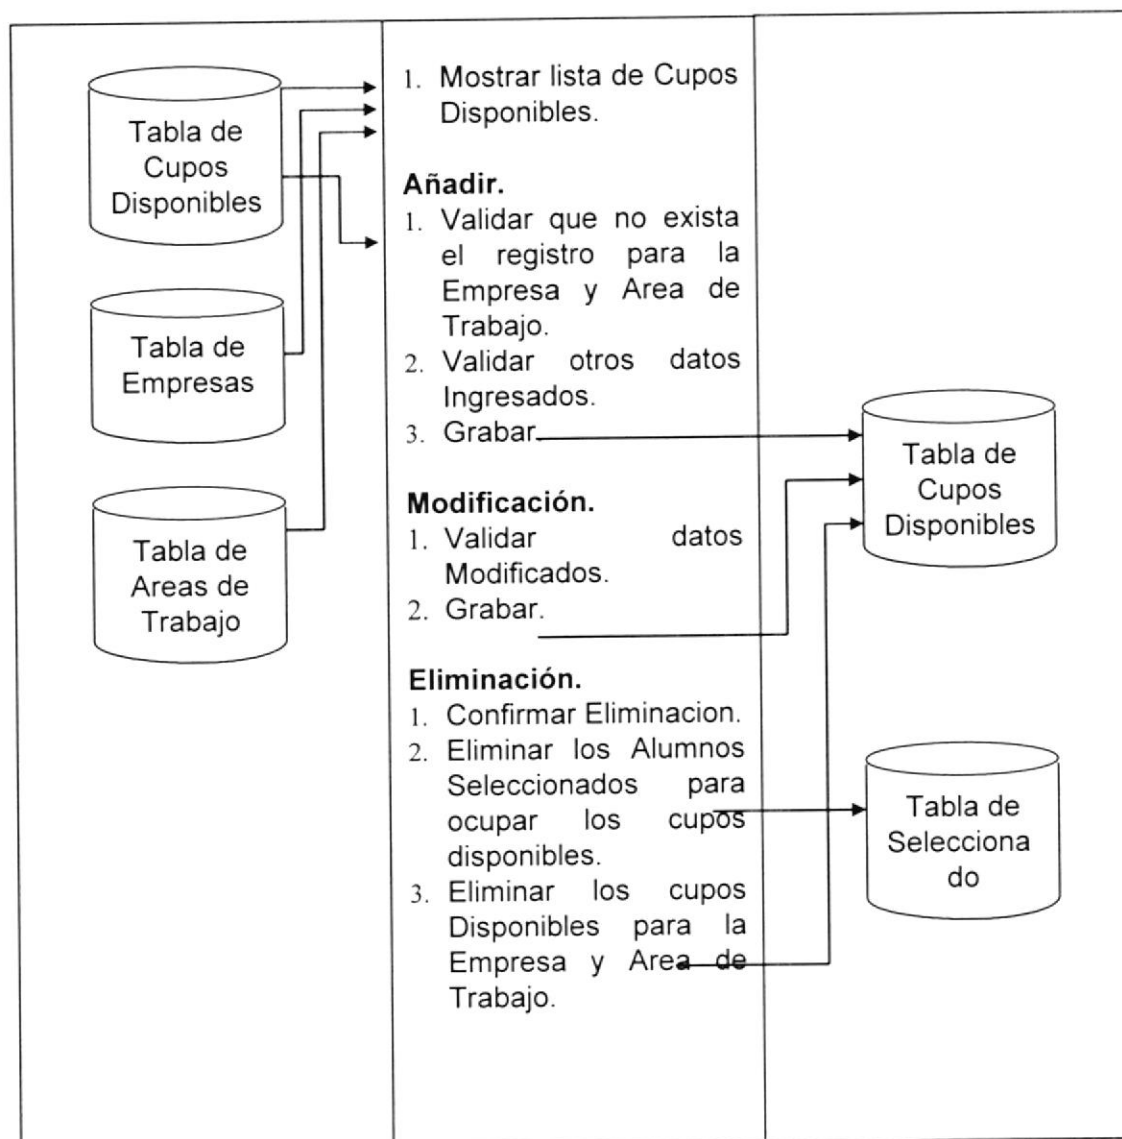 Tabla de
Cupos
Disponibles
Tabla de
Empresas
Tabla de
Areas de
Trabajo
1. Mostrar lista de Cupos
Disponibles.
Añadir.
1. Validar que no exista
el registro para la
Empresa y Area de
Trabajo.
2. Validar otros datos
Ingresados.
3. Grabar.
Modificación.
1. Validar datos
Modificados.
2. Grabar.
Eliminación.
1. Confirmar Eliminacion.
2. Eliminar los Alumnos
Seleccionados para
ocupar los cupos
disponibles.
3. Eliminar los cupos
Disponibles para la
Empresa y Area de
Trabajo.
Tabla de
Cupos
Disponibles
Tabla de
Selecciona
do